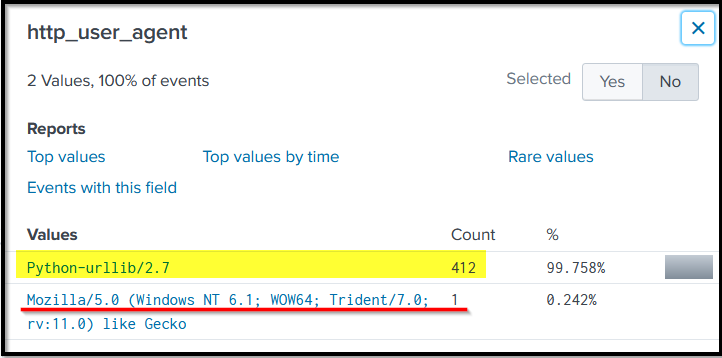 http_user_agent
2 Values, 100% of events
Selected Yes No
Reports
Top values Top values by time Rare values
Events with this field
Values Count %
Python-urllib/2.7 412 99.758%
Mozilla/5.0 (Windows NT 6.1; WOW64; Trident/7.0; 1 0.242%
rv:11.0) like Gecko